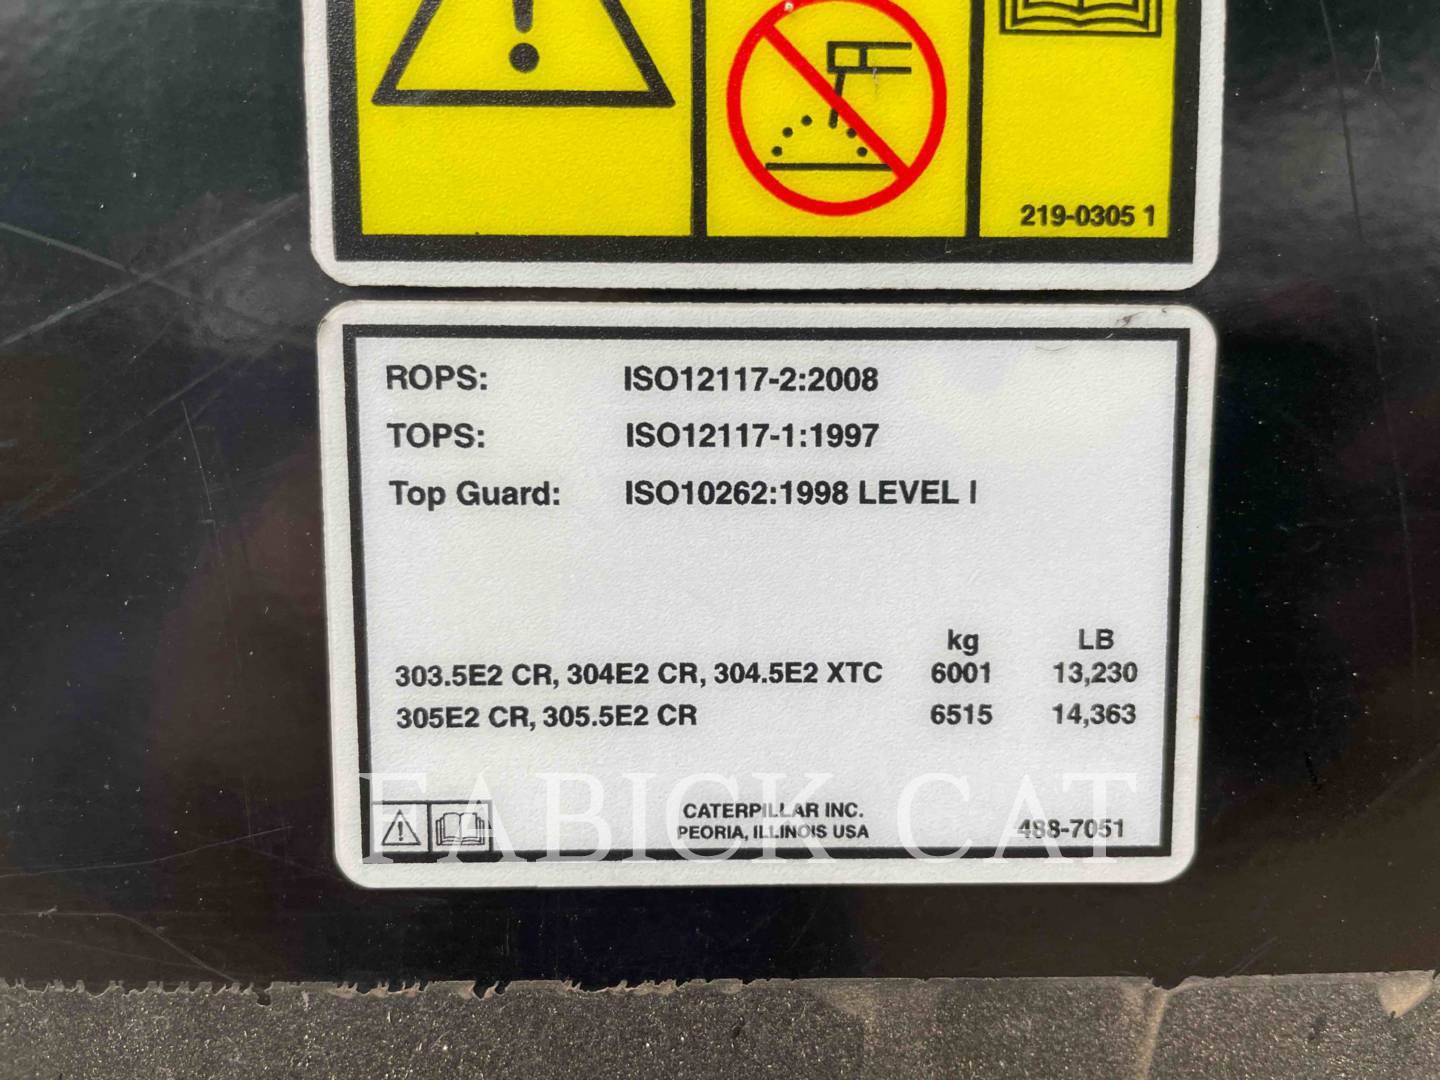 219-0305 1
ROPS: ISO12117-2:2008
TOPS: ISO12117-1:1997
Top Guard: ISO10262:1998 LEVEL I
kg LB
303.5E2 CR, 304E2 CR, 304.5E2 XTC 6001 13,230
305E2 CR, 305.5E2 CR 6515 14,363
FABICK CAT
CATERPILLAR INC.
PEORIA, ILLINOIS USA
488-7051